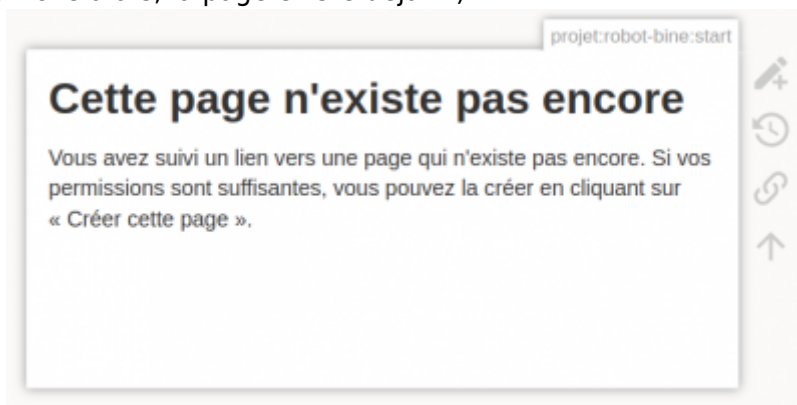 projet:robot-bine:start
Cette page n'existe pas encore
Vous avez suivi un lien vers une page qui n'existe pas encore. Si vos
permissions sont suffisantes, vous pouvez la créer en cliquant sur
« Créer cette page ».